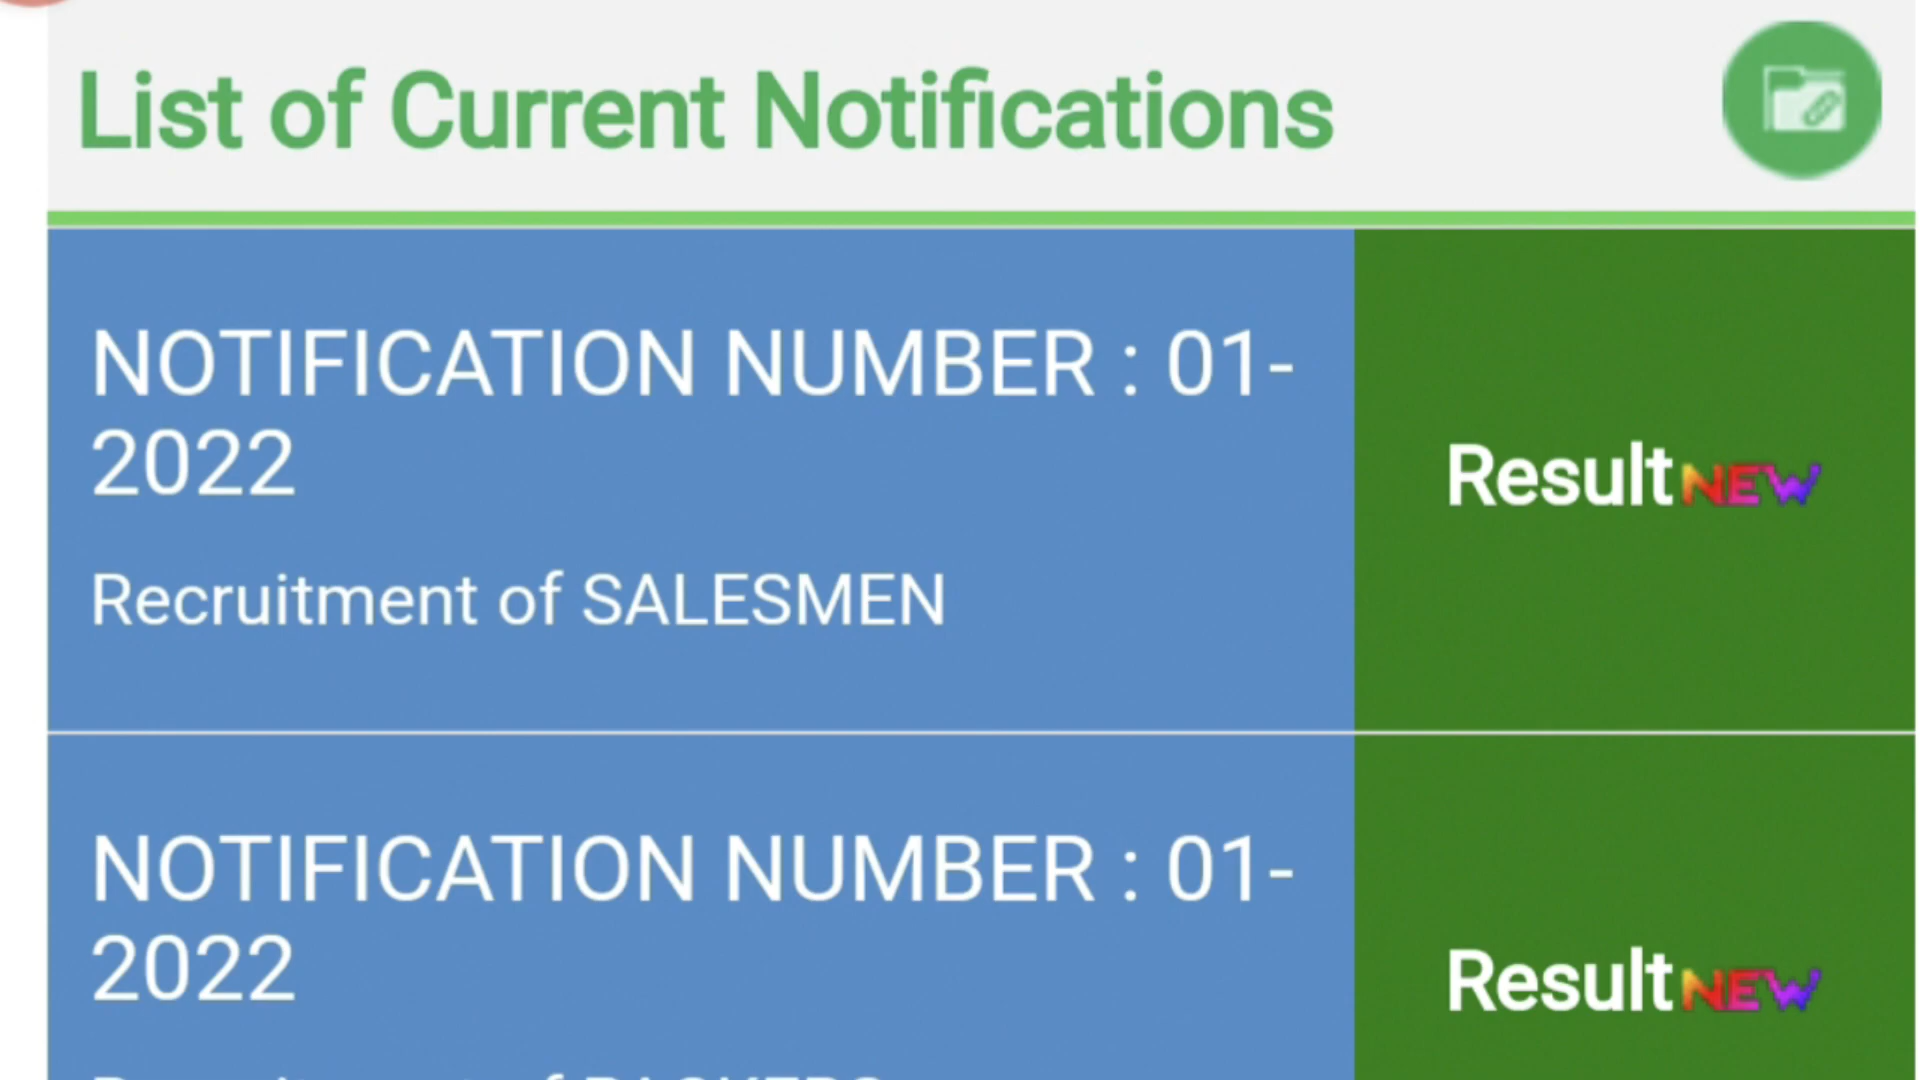 List of Current Notifications
NOTIFICATION NUMBER : 01-
2022
Result NEW
Recruitment of SALESMEN
NOTIFICATION NUMBER : 01-
2022
Result NEW